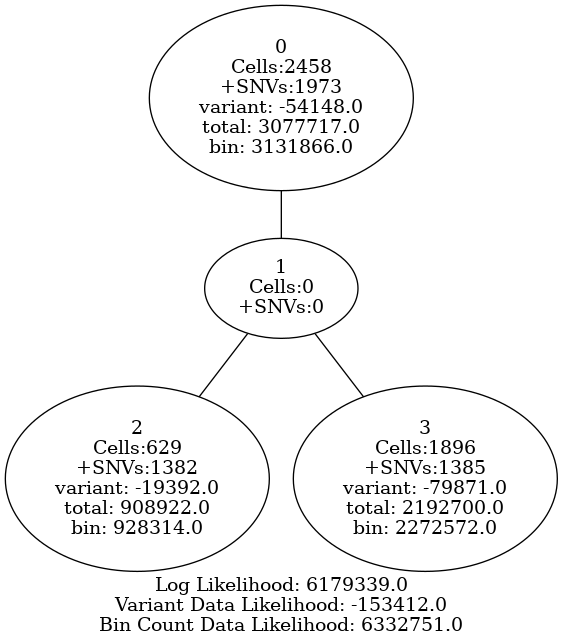 0
Cells:2458
+SNVs:1973
variant: -54148.0
total: 3077717.0
bin: 3131866.0
1
Cells:0
+SNVs:0
2
Cells:629
+SNVs:1382
variant: -19392.0
total: 908922.0
bin: 928314.0
3
Cells:1896
+SNVs:1385
variant: -79871.0
total: 2192700.0
bin: 2272572.0
Log Likelihood: 6179339.0
Variant Data Likelihood: -153412.0
Bin Count Data Likelihood: 6332751.0